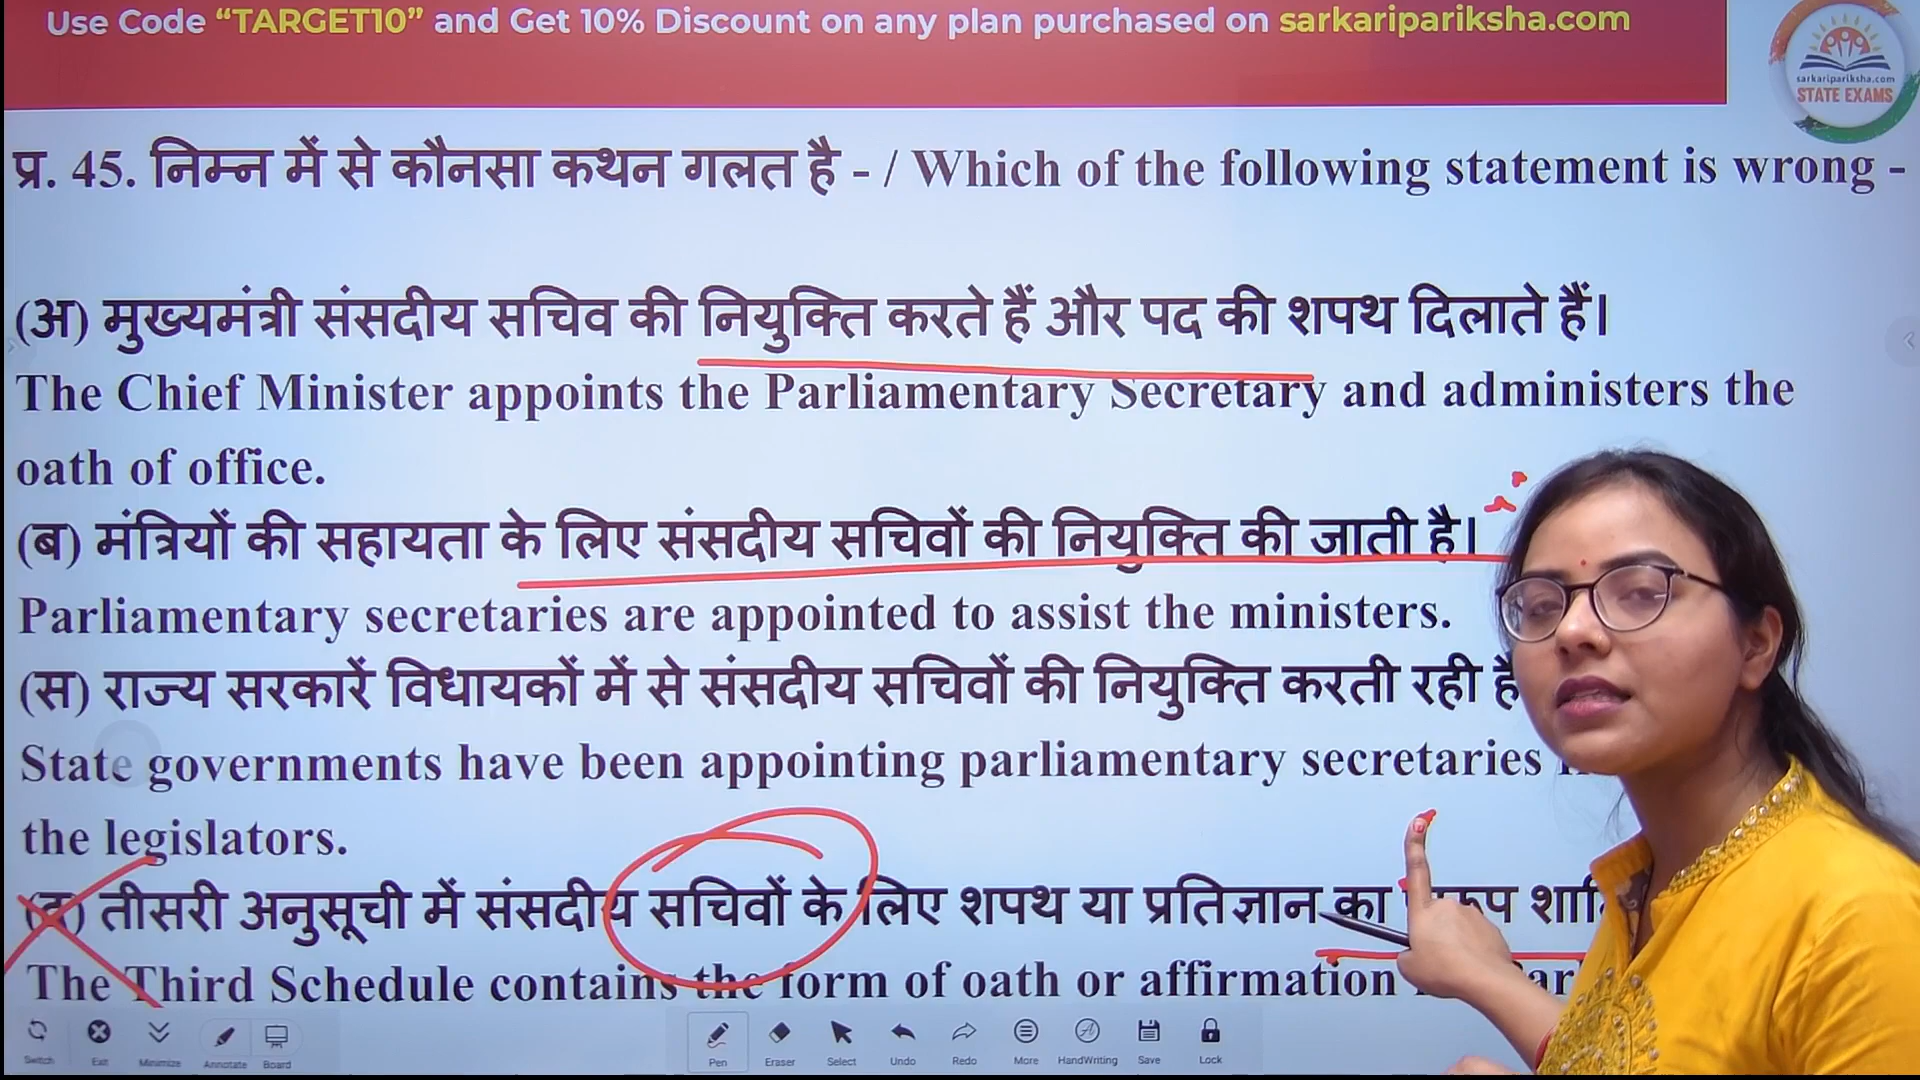 Use Code “TARGET10” and Get 10% Discount on any plan purchased on sarkaripariksha.com
sarkaripariksha.com
STATE EXAMS
प्र. 45. निम्न में से कौनसा कथन गलत है - / Which of the following statement is wrong -
(अ) मुख्यमंत्री संसदीय सचिव की नियुक्ति करते हैं और पद की शपथ दिलाते हैं।
The Chief Minister appoints the Parliamentary Secretary and administers the
oath of office.
(ब) मंत्रियों की सहायता के लिए संसदीय सचिवों की नियुक्ति की जाती है।
Parliamentary secretaries are appointed to assist the ministers.
(स) राज्य सरकारें विधायकों में से संसदीय सचिवों की नियुक्ति करती रही
State governments have been appointing parliamentary secretaries
the legislators.
(द) तीसरी अनुसूची में संसदीय सचिवों के लिए शपथ या प्रतिज्ञान का
The Third Schedule contains the form of oath or affirmation
Switch Exit Minimize Annotate Board Pen Eraser Select Undo Redo More HandWriting Save Lock